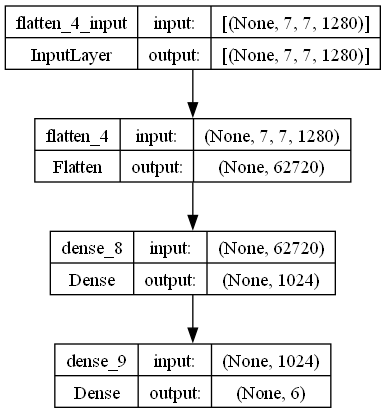 flatten_4_input input: [(None, 7, 7, 1280)]
InputLayer output: [(None, 7, 7, 1280)]
flatten_4 input: (None, 7, 7, 1280)
Flatten output: (None, 62720)
dense_8 input: (None, 62720)
Dense output: (None, 1024)
dense_9 input: (None, 1024)
Dense output: (None, 6)